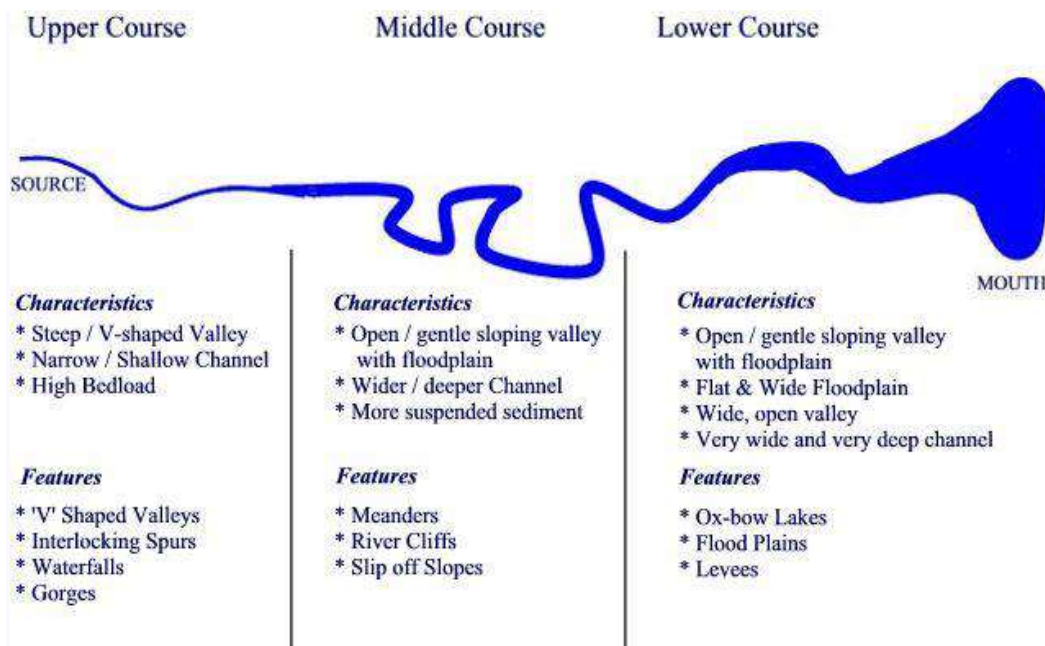 Upper Course
Middle Course
Lower Course
SOURCE
MOUTH
Characteristics
* Steep / V-shaped Valley
* Narrow / Shallow Channel
* High Bedload
Features
* 'V' Shaped Valleys
* Interlocking Spurs
* Waterfalls
* Gorges
Characteristics
* Open / gentle sloping valley
with floodplain
* Wider / deeper Channel
* More suspended sediment
Features
* Meanders
* River Cliffs
* Slip off Slopes
Characteristics
* Open / gentle sloping valley
with floodplain
* Flat & Wide Floodplain
* Wide, open valley
* Very wide and very deep channel
Features
* Ox-bow Lakes
* Flood Plains
* Levees